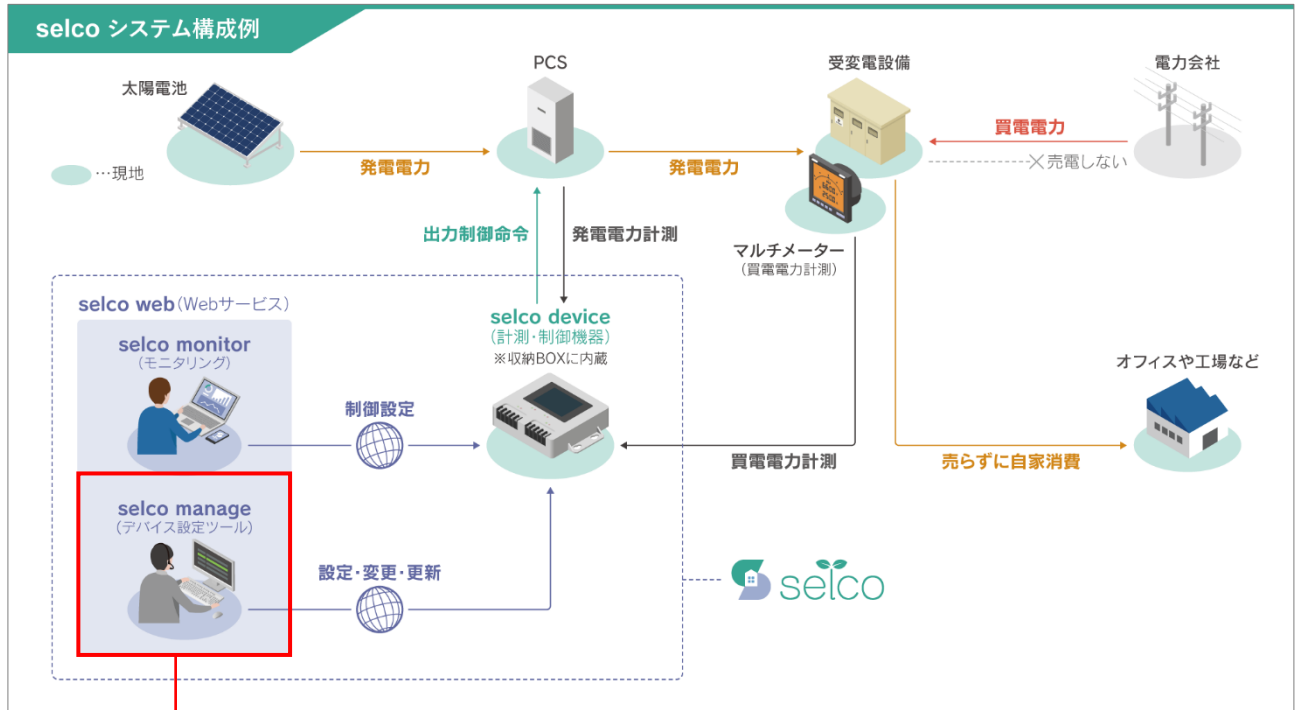 selco システム構成例
太陽電池
PCS
受変電設備
電力会社
…現地
発電電力
発電電力
買電電力
×売電しない
出力制御命令
発電電力計測
マルチメーター
(買電電力計測)
selco web(Webサービス)
selco monitor
(モニタリング)
selco device
(計測・制御機器)
※収納BOXに内蔵
制御設定
オフィスや工場など
買電電力計測
売らずに自家消費
selco manage
(デバイス設定ツール)
設定・変更・更新
selco